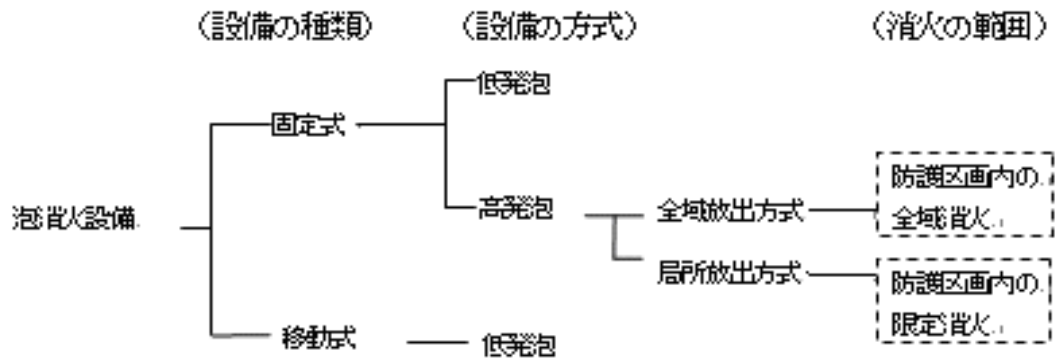 （設備の種類） （設備の方式） （消火の範囲）
低発泡
固定式
防護区画内の
泡消火設備 高発泡 全域放出方式 全域消火
局所放出方式 防護区画内の
限定消火
移動式 低発泡